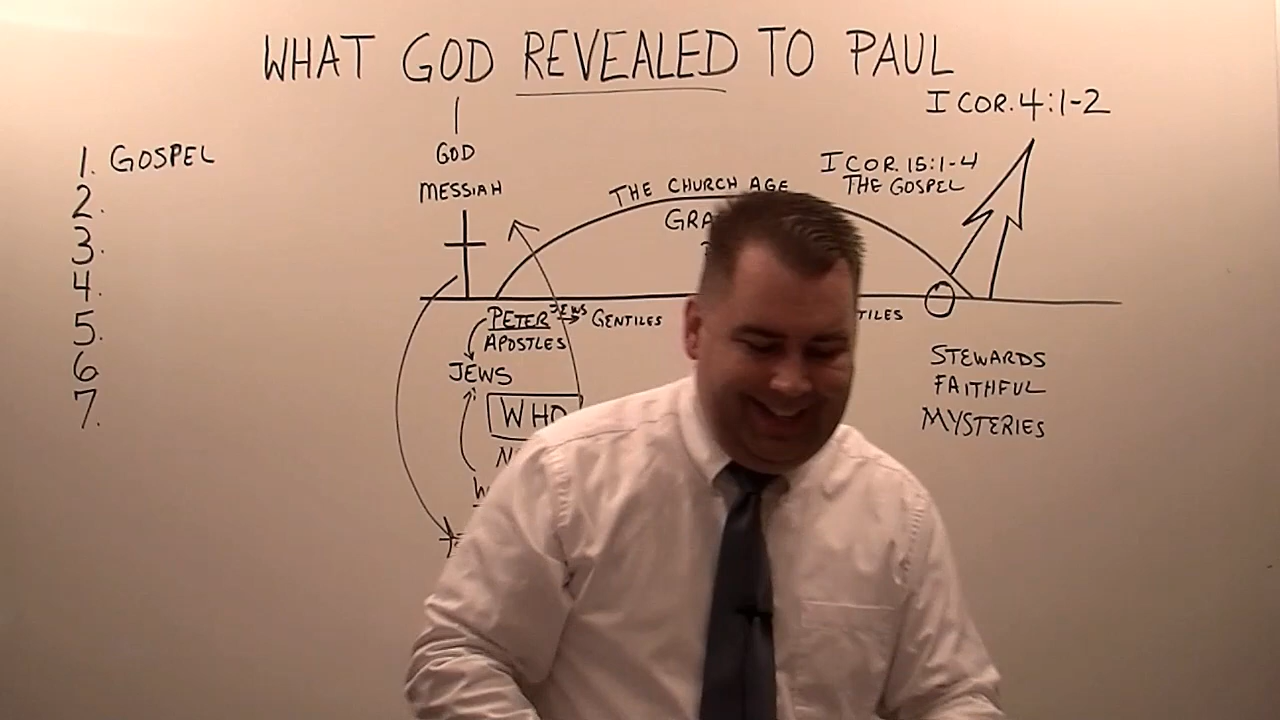 WHAT GOD REVEALED TO PAUL
I COR. 4:1-2
GOD
MESSIAH
1. GOSPEL
2.
3.
4.
5.
6
7.
THE CHURCH AGE
I COR. 15:1-4
THE GOSPEL
PETER JEWS GENTILES
APOSTLES
JEWS
WHO
STEWARDS
FAITHFUL
MYSTERIES